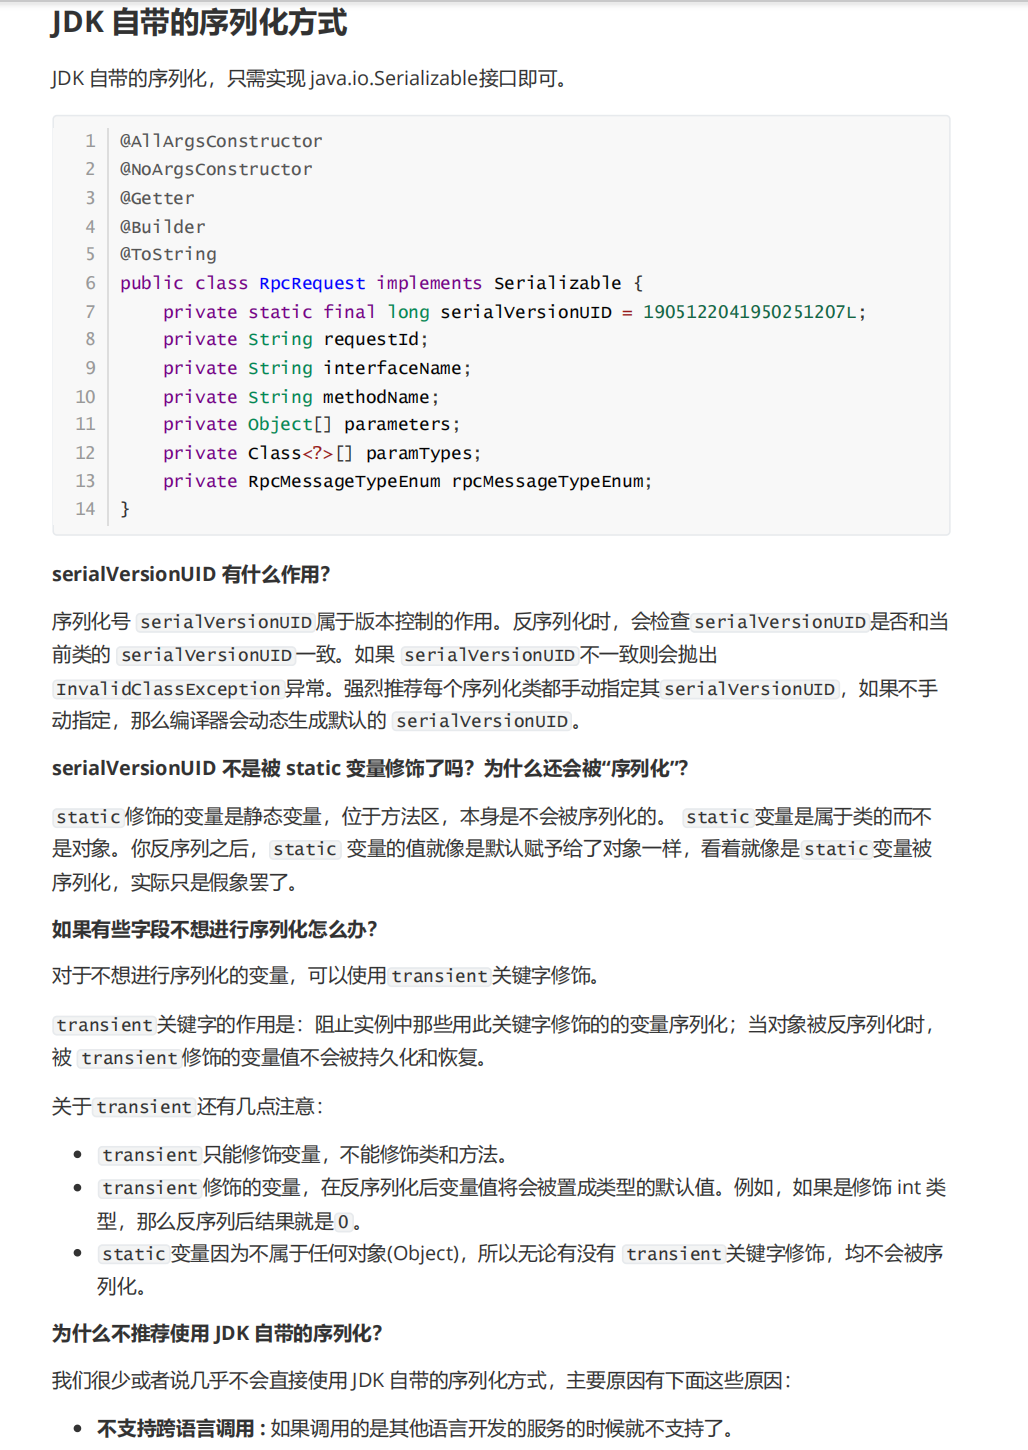 JDK 自带的序列化方式
JDK 自带的序列化，只需实现 java.io.Serializable接口即可。
1 @AllArgsConstructor
2 @NoArgsConstructor
3 @Getter
4 @Builder
5 @ToString
6 public class RpcRequest implements Serializable {
7     private static final long serialVersionUID = 1905122041950251207L;
8     private String requestId;
9     private String interfaceName;
10     private String methodName;
11     private Object[] parameters;
12     private Class<?>[] paramTypes;
13     private RpcMessageTypeEnum rpcMessageTypeEnum;
14 }
serialVersionUID 有什么作用？
序列化号 serialVersionUID 属于版本控制的作用。反序列化时，会检查 serialVersionUID 是否和当
前类的 serialVersionUID 一致。如果 serialVersionUID 不一致则会抛出
InvalidClassException 异常。强烈推荐每个序列化类都手动指定其 serialVersionUID，如果不手
动指定，那么编译器会动态生成默认的 serialVersionUID。
serialVersionUID 不是被 static 变量修饰了吗？为什么还会被“序列化”？
static 修饰的变量是静态变量，位于方法区，本身是不会被序列化的。 static 变量是属于类的而不
是对象。你反序列之后，static 变量的值就像是默认赋予给了对象一样，看着就像是 static 变量被
序列化，实际只是假象罢了。
如果有些字段不想进行序列化怎么办？
对于不想进行序列化的变量，可以使用 transient 关键字修饰。
transient 关键字的作用是：阻止实例中那些用此关键字修饰的的变量序列化；当对象被反序列化时，
被 transient 修饰的变量值不会被持久化和恢复。
关于 transient 还有几点注意：
• transient 只能修饰变量，不能修饰类和方法。
• transient 修饰的变量，在反序列化后变量值将会被置成类型的默认值。例如，如果是修饰 int 类
型，那么反序列后结果就是 0。
• static 变量因为不属于任何对象(Object)，所以无论有没有 transient 关键字修饰，均不会被序
列化。
为什么不推荐使用 JDK 自带的序列化？
我们很少或者说几乎不会直接使用 JDK 自带的序列化方式，主要原因有下面这些原因：
• 不支持跨语言调用 : 如果调用的是其他语言开发的服务的时候就不支持了。